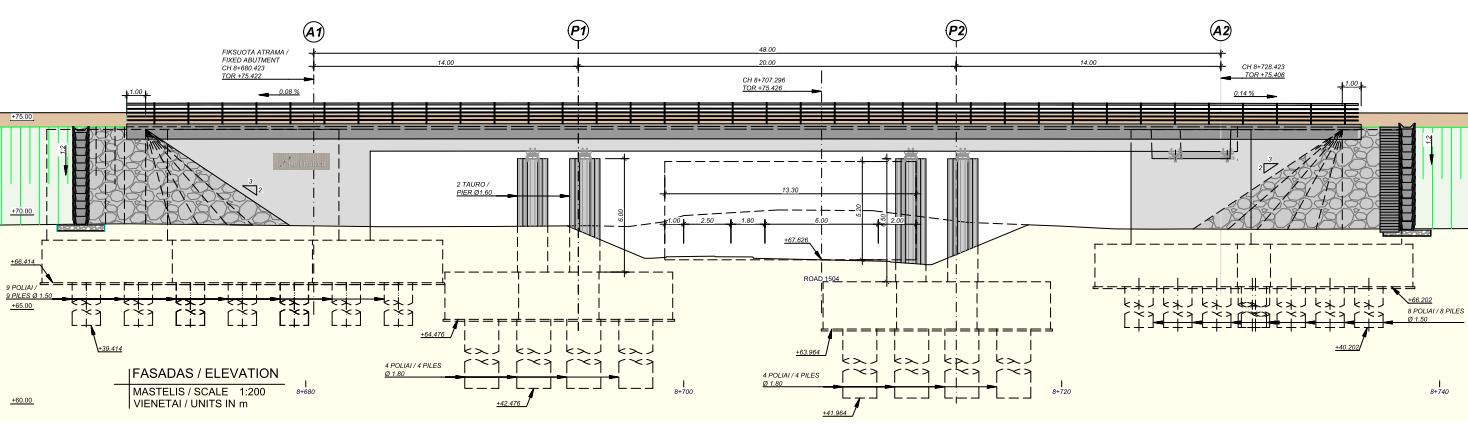 A1
P1
P2
A2
48.00
14.00
20.00
14.00
FIKSUOTA ATRAMA /
FIXED ABUTMENT
CH 8+680.423
TOR +75.422
CH 8+707.296
TOR +75.426
CH 8+728.423
TOR +75.406
1.00
0.08 %
0.14 %
1.00
+75.00
1:2
3
2
2 TAURO /
PIER Ø1.60
6.00
13.30
5.20
1.00
2.50
1.80
6.00
2.00
3
2
1:2
+70.00
+67.626
ROAD 1504
+66.414
9 POLIAI /
9 PILES Ø 1.50
+65.00
+39.414
+64.476
4 POLIAI / 4 PILES
Ø 1.80
+42.476
+63.964
4 POLIAI / 4 PILES
Ø 1.80
+41.964
+66.202
8 POLIAI / 8 PILES
Ø 1.50
+40.202
FASADAS / ELEVATION
MASTELIS / SCALE 1:200
VIENETAI / UNITS IN m
8+680
8+700
8+720
8+740
+60.00